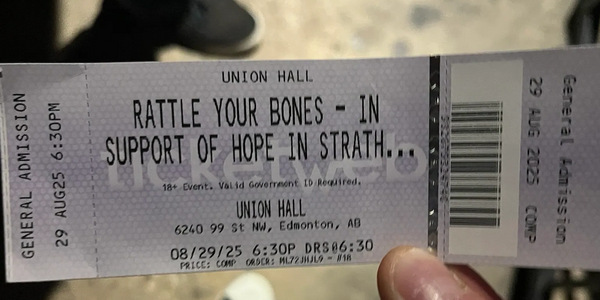 GENERAL ADMISSION
29 AUG25 6:30PM
UNION HALL
RATTLE YOUR BONES - IN
SUPPORT OF HOPE IN STRATH...
ticketweb
18+ Event. Valid Government ID Required.
UNION HALL
6240 99 St NW, Edmonton, AB
08/29/25 6:30P DRS@6:30
PRICE: COMP ORDER: ML72JHJL9 - #18
General Admission
29 AUG 2025 COMP